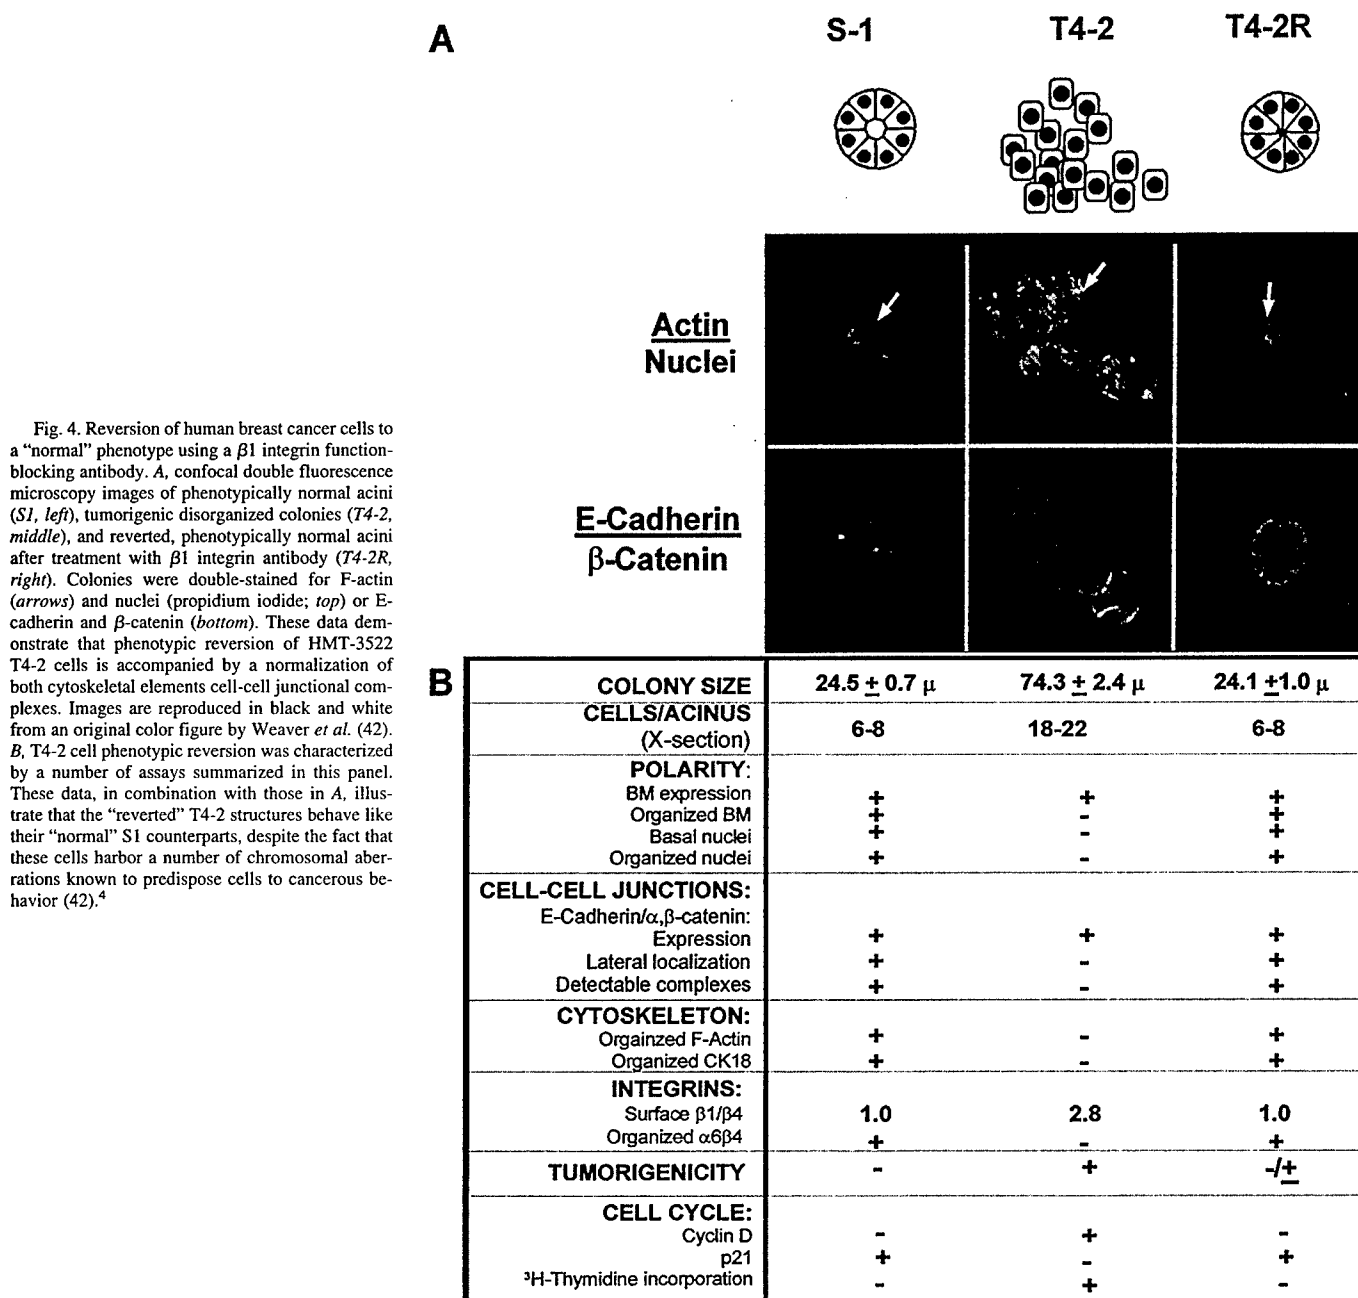 A
S-1 T4-2 T4-2R
Actin
Nuclei
E-Cadherin
β-Catenin
Fig. 4. Reversion of human breast cancer cells to
a “normal” phenotype using a β1 integrin function-
blocking antibody. A, confocal double fluorescence
microscopy images of phenotypically normal acini
(S1, left), tumorigenic disorganized colonies (T4-2,
middle), and reverted, phenotypically normal acini
after treatment with β1 integrin antibody (T4-2R,
right). Colonies were double-stained for F-actin
(arrows) and nuclei (propidium iodide; top) or E-
cadherin and β-catenin (bottom). These data dem-
onstrate that phenotypic reversion of HMT-3522
T4-2 cells is accompanied by a normalization of
both cytoskeletal elements cell-cell junctional com-
plexes. Images are reproduced in black and white
from an original color figure by Weaver et al. (42).
B, T4-2 cell phenotypic reversion was characterized
by a number of assays summarized in this panel.
These data, in combination with those in A, illus-
trate that the “reverted” T4-2 structures behave like
their “normal” S1 counterparts, despite the fact that
these cells harbor a number of chromosomal aber-
rations known to predispose cells to cancerous be-
havior (42).4
B
COLONY SIZE 24.5 ± 0.7 μ 74.3 ± 2.4 μ 24.1 ±1.0 μ
CELLS/ACINUS
(X-section) 6-8 18-22 6-8
POLARITY:
BM expression + + +
Organized BM + - +
Basal nuclei + - +
Organized nuclei + - +
CELL-CELL JUNCTIONS:
E-Cadherin/α,β-catenin:
Expression + + +
Lateral localization + - +
Detectable complexes + - +
CYTOSKELETON:
Orgainzed F-Actin + - +
Organized CK18 + - +
INTEGRINS:
Surface β1/β4 1.0 2.8 1.0
Organized α6β4 + - +
TUMORIGENICITY - + -/±
CELL CYCLE:
Cyclin D - + -
p21 + - +
³H-Thymidine incorporation - + -